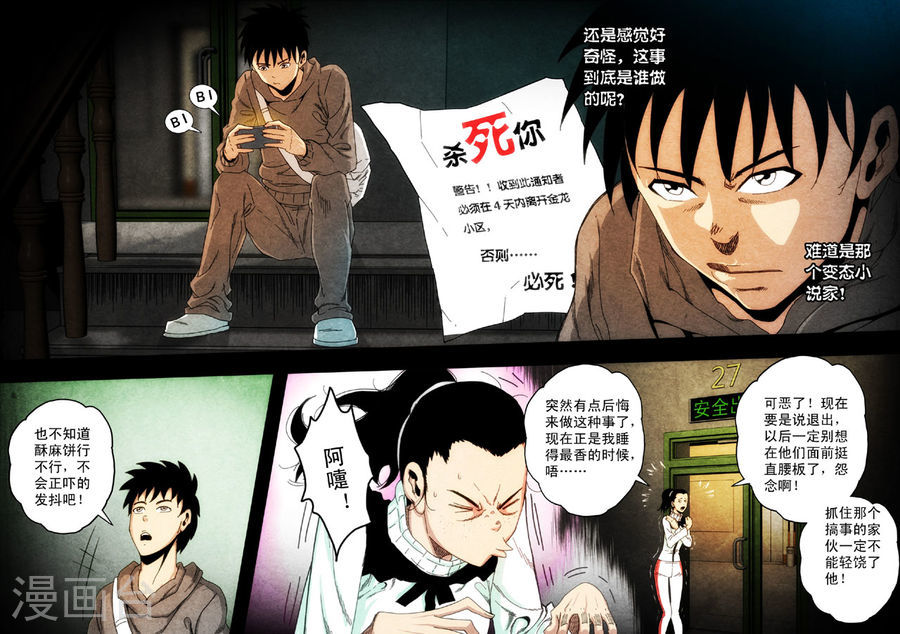 BI
BI
还是感觉好
奇怪，这事
到底是谁做
的呢？
杀死你
警告！！收到此通知者
必须在4天内离开金龙
小区，
否则……
必死！
难道是那
个变态小
说家！
也不知道
酥麻饼行
不行，不
会正吓的
发抖吧！
阿嚏！
突然有点后悔
来做这种事了，
现在正是我睡
得最香的时候，
唔……
27
安全出
可恶了！现在
要是说退出，
以后一定别想
在他们面前挺
直腰板了，怨
念啊！
抓住那个
搞事的家
伙一定不
能轻饶了
他！
漫画台